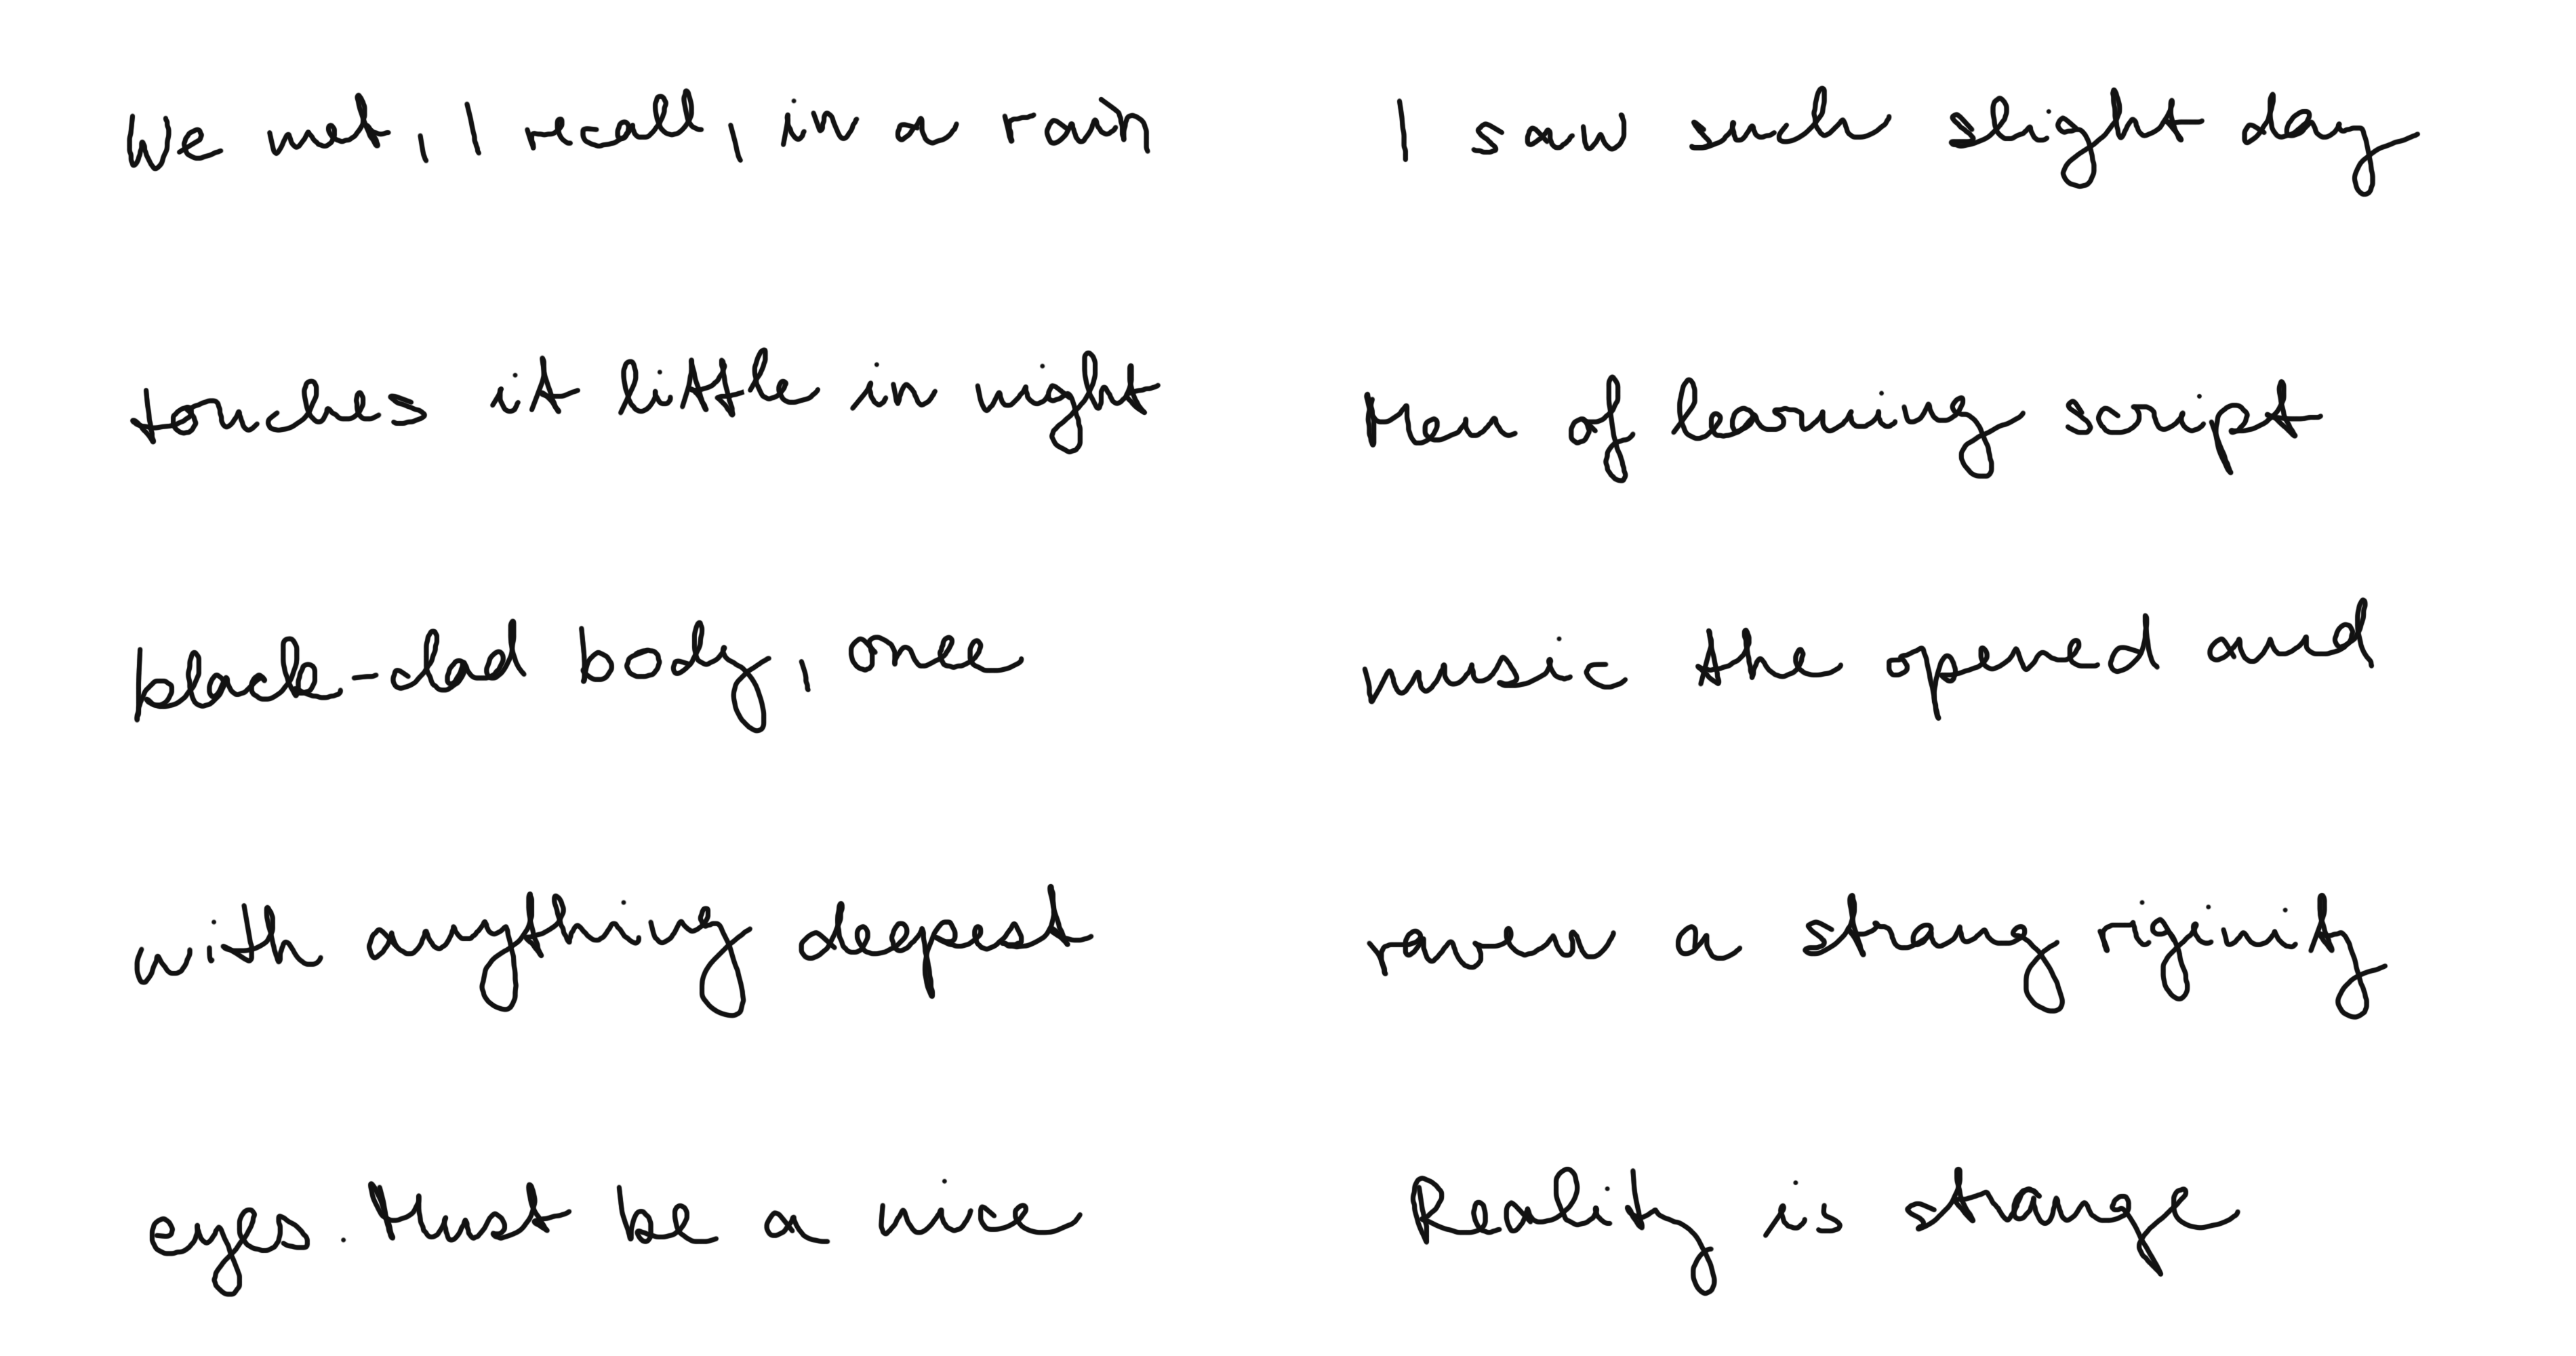 We met, I recall, in a rain
touches it little in night
black-clad body, once
with anything deepest
eyes. Must be a nice
I saw such slight day
Men of learning script
music the opened and
raven a strang riginity
Reality is strange